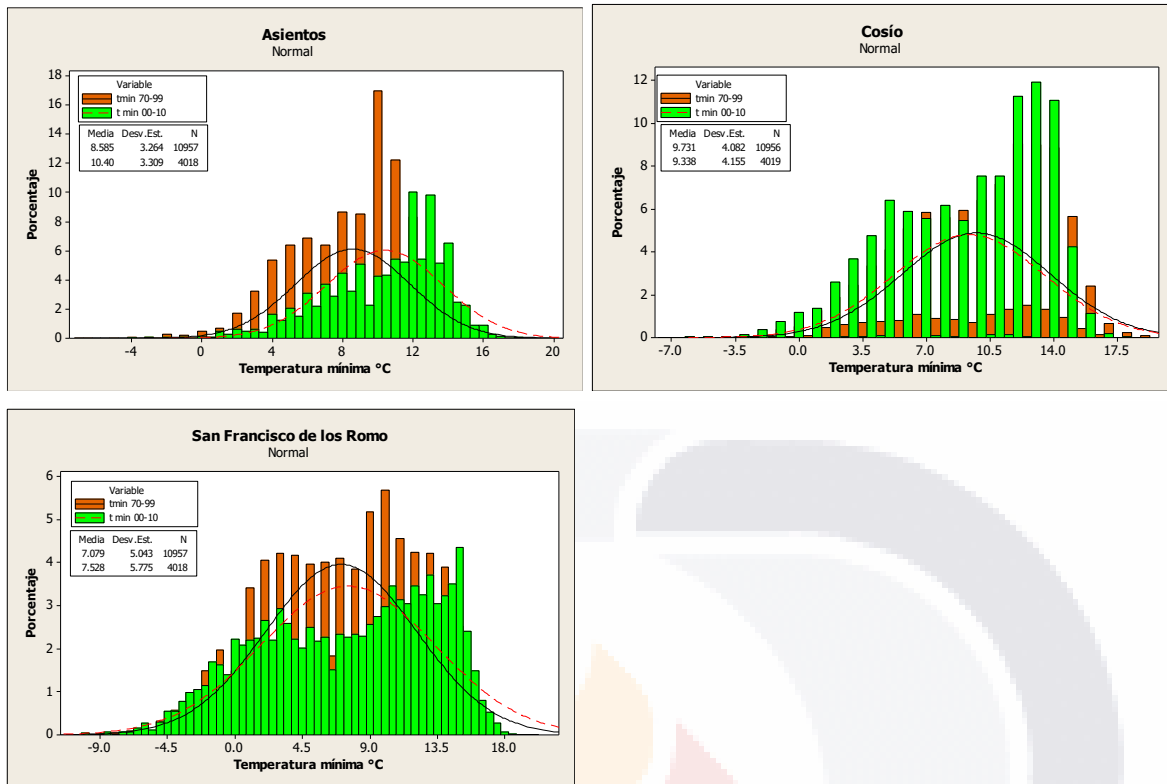 Asientos
Normal
Variable
tmin 70-99
t min 00-10
Media Desv.Est. N
8.585 3.264 10957
10.40 3.309 4018
Porcentaje
18
16
14
12
10
8
6
4
2
0
-4 0 4 8 12 16 20
Temperatura mínima °C
Cosío
Normal
Variable
tmin 70-99
t min 00-10
Media Desv.Est. N
9.731 4.082 10956
9.338 4.155 4019
Porcentaje
12
10
8
6
4
2
0
-7.0 -3.5 0.0 3.5 7.0 10.5 14.0 17.5
Temperatura mínima °C
San Francisco de los Romo
Normal
Variable
tmin 70-99
t min 00-10
Media Desv.Est. N
7.079 5.043 10957
7.528 5.775 4018
Porcentaje
6
5
4
3
2
1
0
-9.0 -4.5 0.0 4.5 9.0 13.5 18.0
Temperatura mínima °C